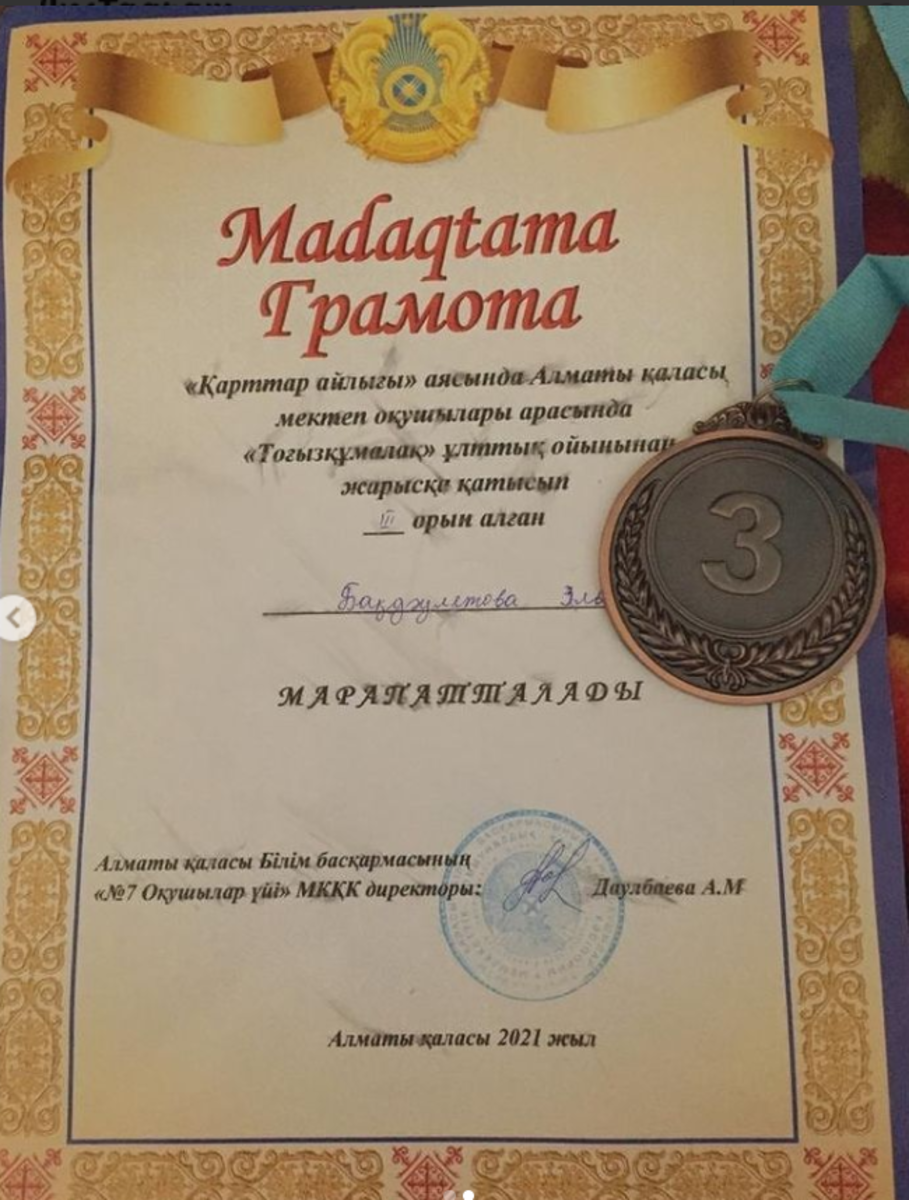 Madaqtama
Грамота
«Қарттар айлығы» аясында Алматы қаласы
мектеп оқушылары арасында
«Тоғызқұмалақ» ұлттық ойынынан
жарысқа қатысып
III орын алған
3
МАРАПАТТАЛАДЫ
Алматы қаласы Білім басқармасының
«№7 Оқушылар үйі» МКҚК директоры:
Даулбаева А.М
Алматы қаласы 2021 жыл